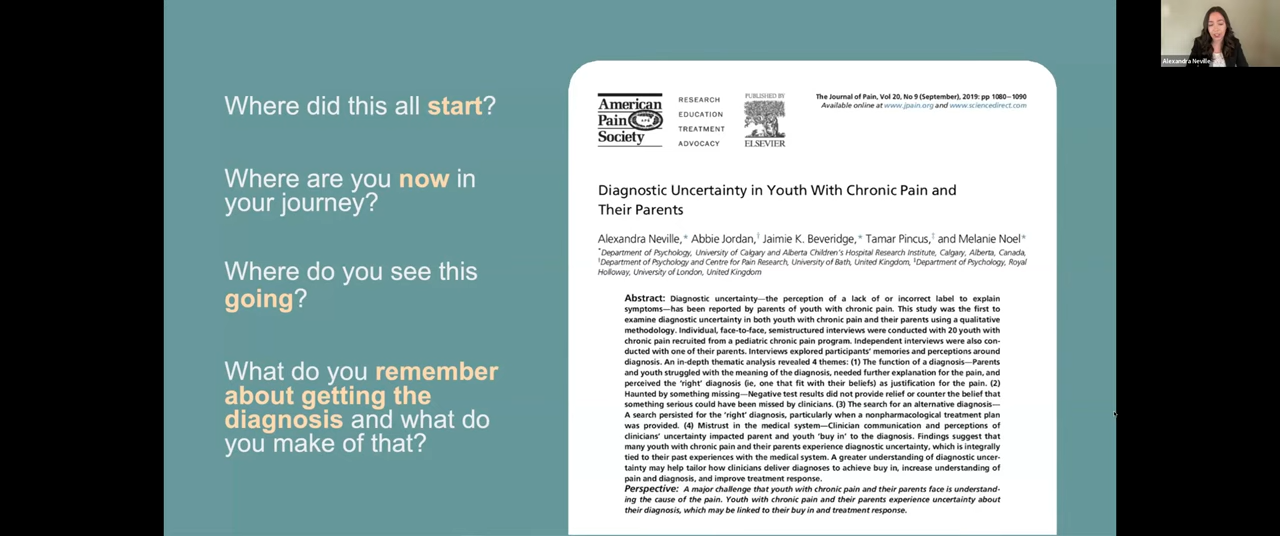 Where did this all start?
Where are you now in
your journey?
Where do you see this
going?
What do you remember
about getting the
diagnosis and what do
you make of that?
American
Pain
Society
RESEARCH
EDUCATION
TREATMENT
ADVOCACY
PUBLISHED BY
ELSEVIER
The Journal of Pain, Vol 20, No 9 (September), 2019: pp 1080−1090
Available online at www.jpain.org and www.sciencedirect.com
Diagnostic Uncertainty in Youth With Chronic Pain and
Their Parents
Alexandra Neville,* Abbie Jordan,† Jaimie K. Beveridge,* Tamar Pincus,‡ and Melanie Noel*
*Department of Psychology, University of Calgary and Alberta Children's Hospital Research Institute, Calgary, Alberta, Canada,
†Department of Psychology and Centre for Pain Research, University of Bath, United Kingdom, ‡Department of Psychology, Royal
Holloway, University of London, United Kingdom
Abstract: Diagnostic uncertainty—the perception of a lack of or incorrect label to explain
symptoms—has been reported by parents of youth with chronic pain. This study was the first to
examine diagnostic uncertainty in both youth with chronic pain and their parents using a qualitative
methodology. Individual, face-to-face, semistructured interviews were conducted with 20 youth with
chronic pain recruited from a pediatric chronic pain program. Independent interviews were also con-
ducted with one of their parents. Interviews explored participants' memories and perceptions around
diagnosis. An in-depth thematic analysis revealed 4 themes: (1) The function of a diagnosis—Parents
and youth struggled with the meaning of the diagnosis, needed further explanation for the pain, and
perceived the 'right' diagnosis (ie, one that fit with their beliefs) as justification for the pain. (2)
Haunted by something missing—Negative test results did not provide relief or counter the belief that
something serious could have been missed by clinicians. (3) The search for an alternative diagnosis—
A search persisted for the 'right' diagnosis, particularly when a nonpharmacological treatment plan
was provided. (4) Mistrust in the medical system—Clinician communication and perceptions of
clinicians' uncertainty impacted parent and youth 'buy in' to the diagnosis. Findings suggest that
many youth with chronic pain and their parents experience diagnostic uncertainty, which is integrally
tied to their past experiences with the medical system. A greater understanding of diagnostic uncer-
tainty may help tailor how clinicians deliver diagnoses to achieve buy in, increase understanding of
pain and diagnosis, and improve treatment response.
Perspective: A major challenge that youth with chronic pain and their parents face is understand-
ing the cause of the pain. Youth with chronic pain and their parents experience uncertainty about
their diagnosis, which may be linked to their buy in and treatment response.
Alexandra Neville